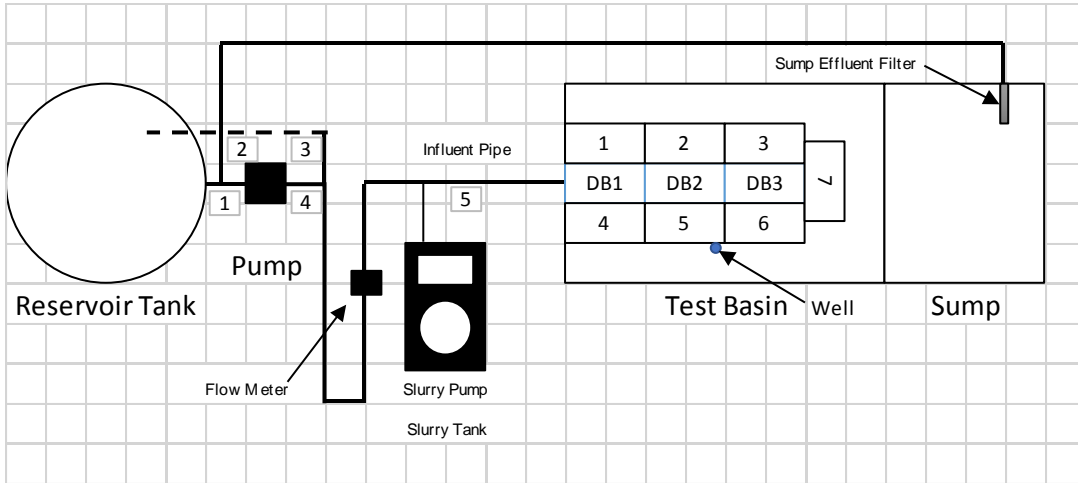 Sump Effluent Filter
2 3
1 4
Influent Pipe
5
1 2 3
DB1 DB2 DB3
4 5 6
7
Pump
Reservoir Tank
Test Basin
Well
Sump
Flow Meter
Slurry Pump
Slurry Tank